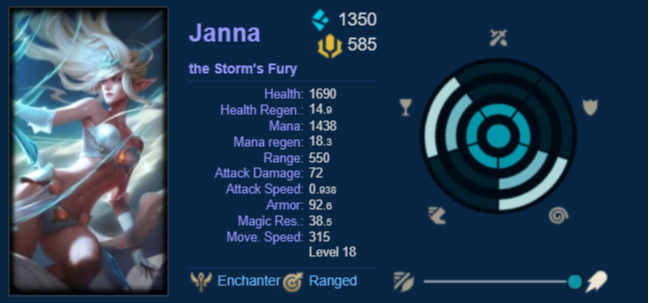 Janna
1350
585
the Storm's Fury
Health: 1690
Health Regen.: 14.9
Mana: 1438
Mana regen: 18.3
Range: 550
Attack Damage: 72
Attack Speed: 0.938
Armor: 92.6
Magic Res.: 38.5
Move. Speed: 315
Level 18
Enchanter Ranged